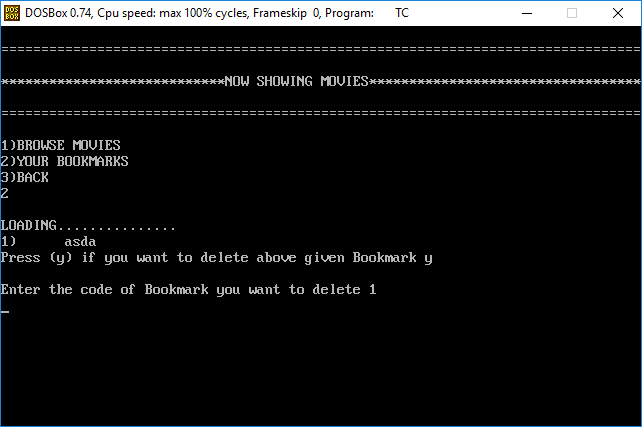 DOS BOX
DOSBox 0.74, Cpu speed: max 100% cycles, Frameskip 0, Program: TC
================================================================================
****************************NOW SHOWING MOVIES**********************************
================================================================================
1)BROWSE MOVIES
2)YOUR BOOKMARKS
3)BACK
2
LOADING...............
1)      asda
Press (y) if you want to delete above given Bookmark y
Enter the code of Bookmark you want to delete 1
_